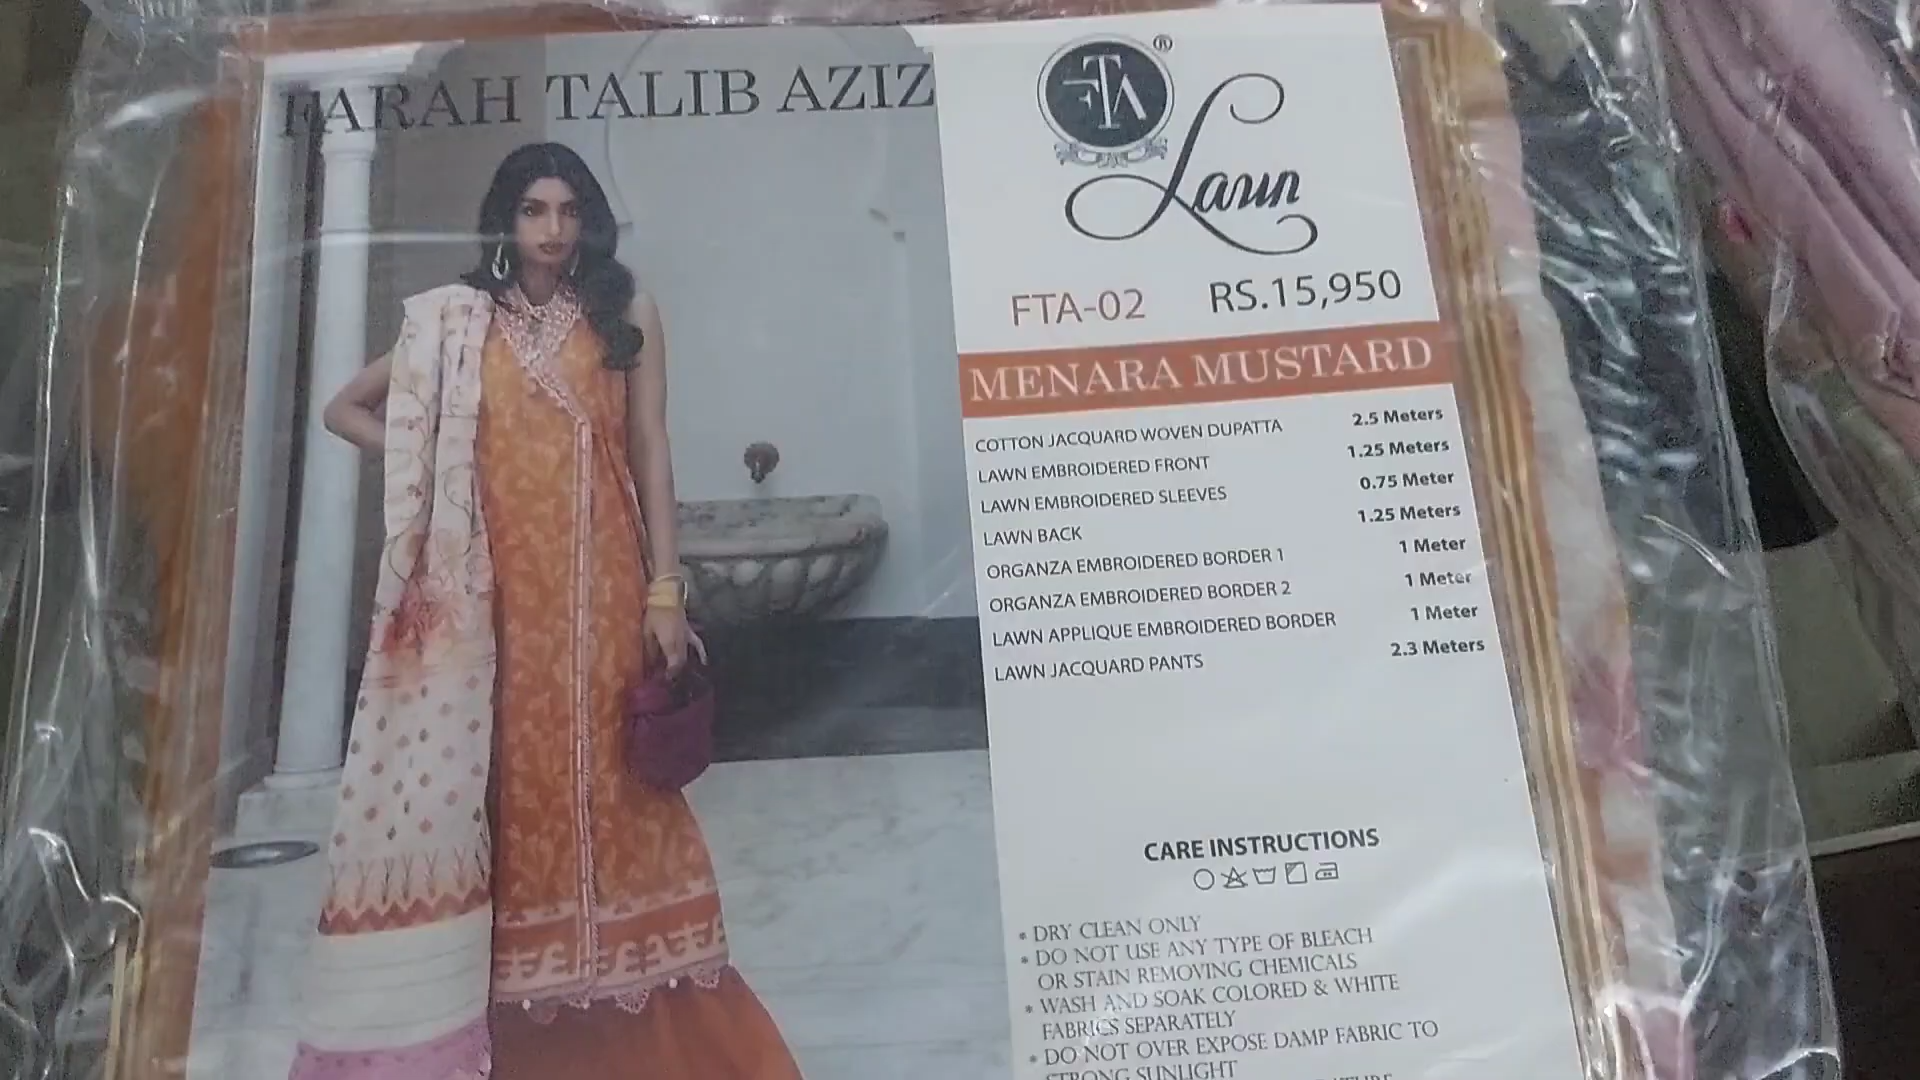 FARAH TALIB AZIZ
FTA ®
Lawn
FTA-02 RS.15,950
MENARA MUSTARD
COTTON JACQUARD WOVEN DUPATTA 2.5 Meters
LAWN EMBROIDERED FRONT 1.25 Meters
LAWN EMBROIDERED SLEEVES 0.75 Meter
LAWN BACK 1.25 Meters
ORGANZA EMBROIDERED BORDER 1 1 Meter
ORGANZA EMBROIDERED BORDER 2 1 Meter
LAWN APPLIQUE EMBROIDERED BORDER 1 Meter
LAWN JACQUARD PANTS 2.3 Meters
CARE INSTRUCTIONS
* DRY CLEAN ONLY
* DO NOT USE ANY TYPE OF BLEACH
OR STAIN REMOVING CHEMICALS
* WASH AND SOAK COLORED & WHITE
FABRICS SEPARATELY
* DO NOT OVER EXPOSE DAMP FABRIC TO
STRONG SUNLIGHT